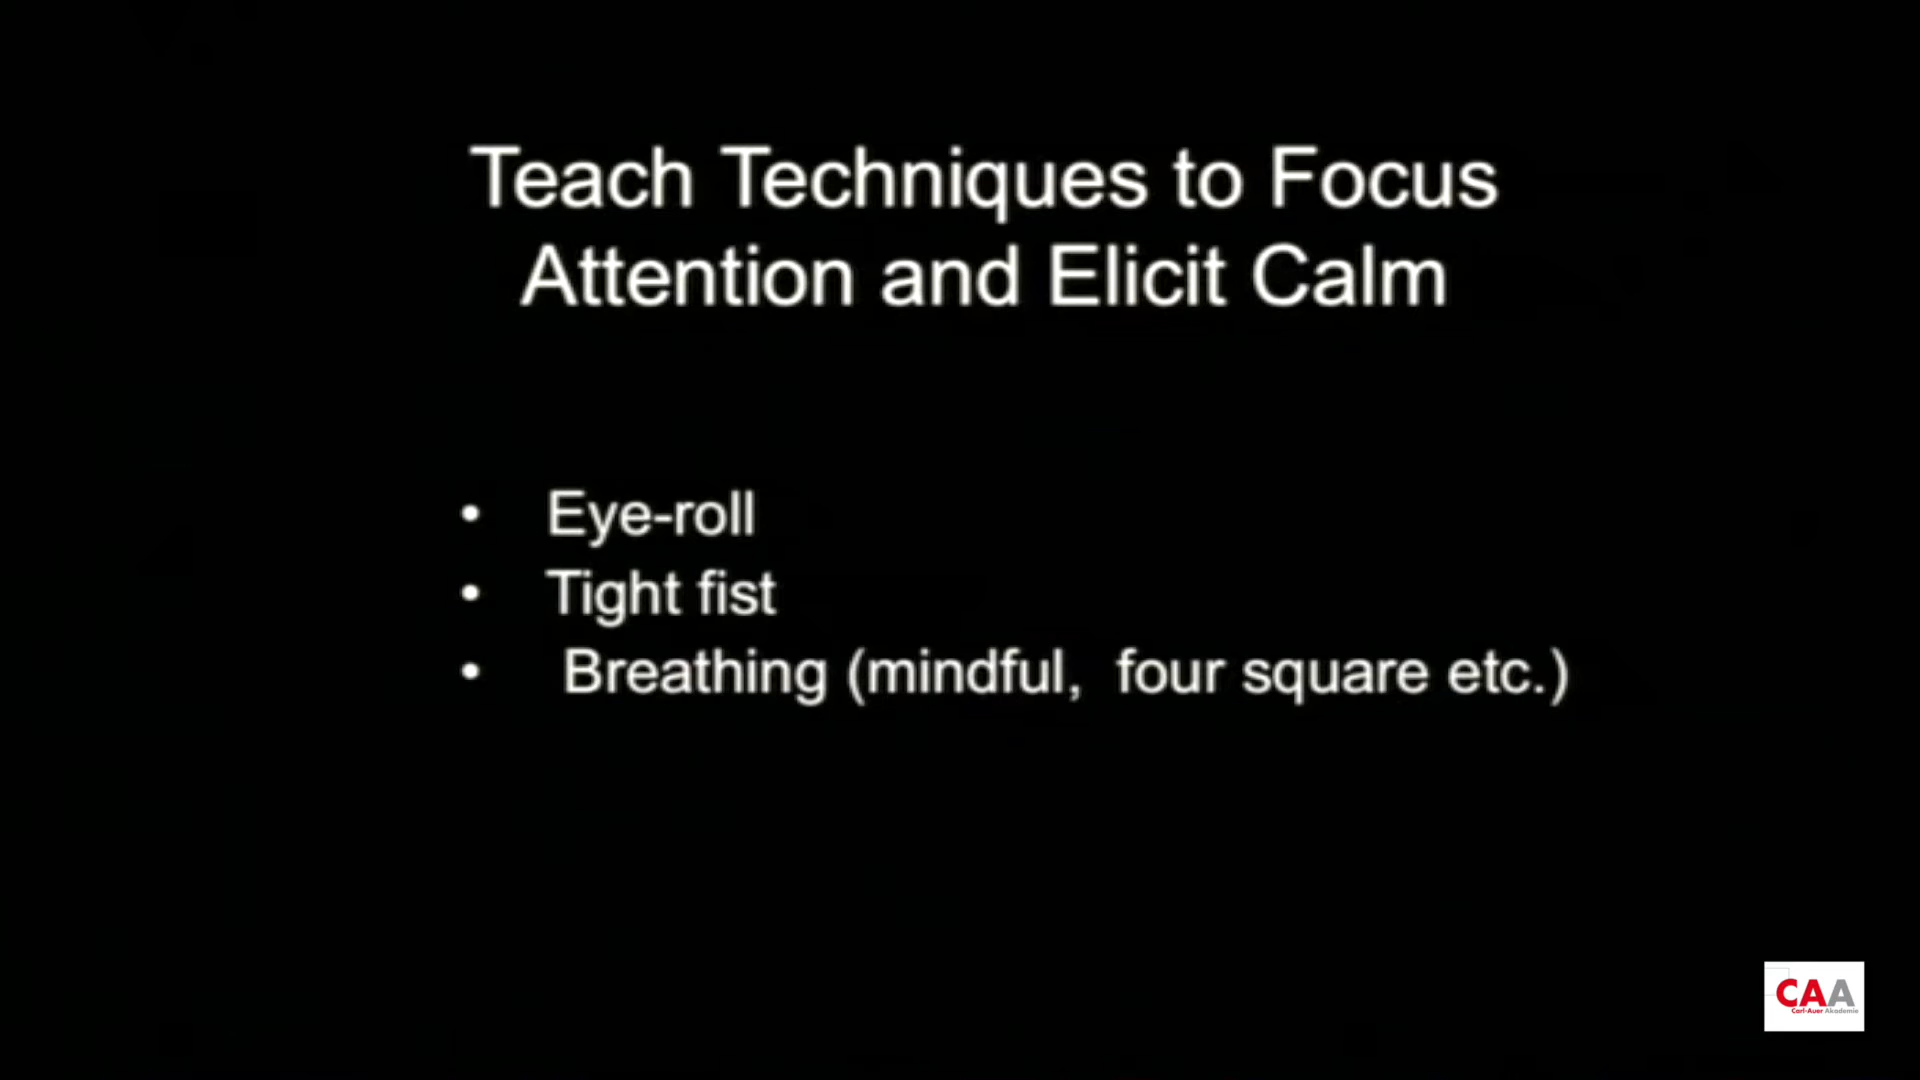 Teach Techniques to Focus
Attention and Elicit Calm
• Eye-roll
• Tight fist
• Breathing (mindful, four square etc.)
CAA
Carl-Auer Akademie